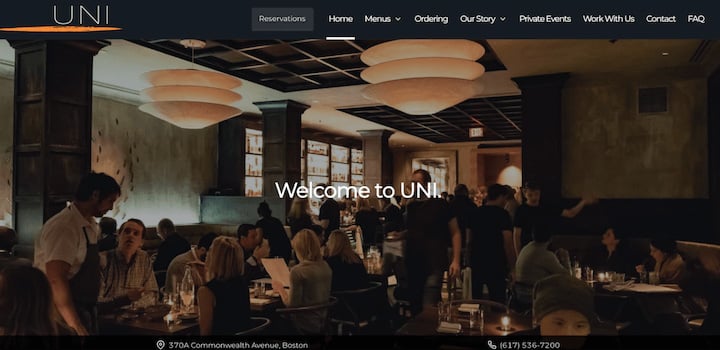 UNI
Reservations
Home
Menus
Ordering
Our Story
Private Events
Work With Us
Contact
FAQ
Welcome to UNI.
370A Commonwealth Avenue, Boston
(617) 536-7200